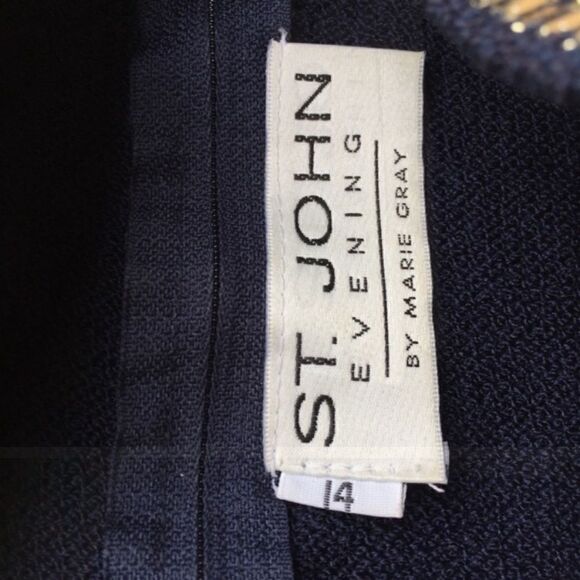 ST. JOHN
EVENING
BY MARIE GRAY
14